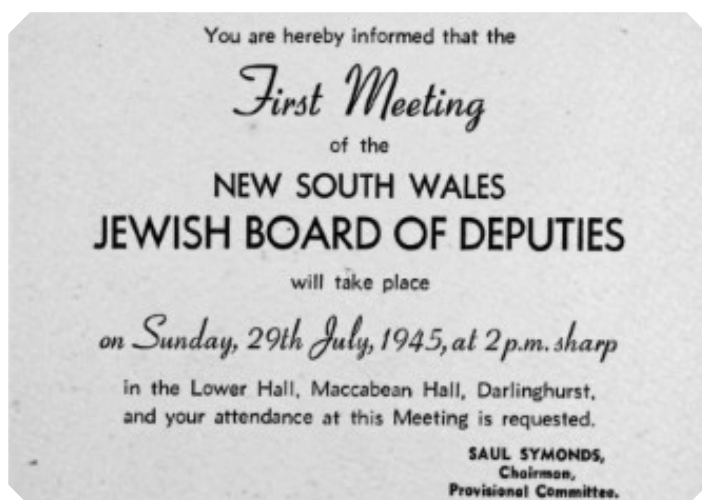 You are hereby informed that the
First Meeting
of the
NEW SOUTH WALES
JEWISH BOARD OF DEPUTIES
will take place
on Sunday, 29th July, 1945, at 2 p.m. sharp
in the Lower Hall, Maccabean Hall, Darlinghurst,
and your attendance at this Meeting is requested.
SAUL SYMONDS,
Chairman,
Provisional Committee.